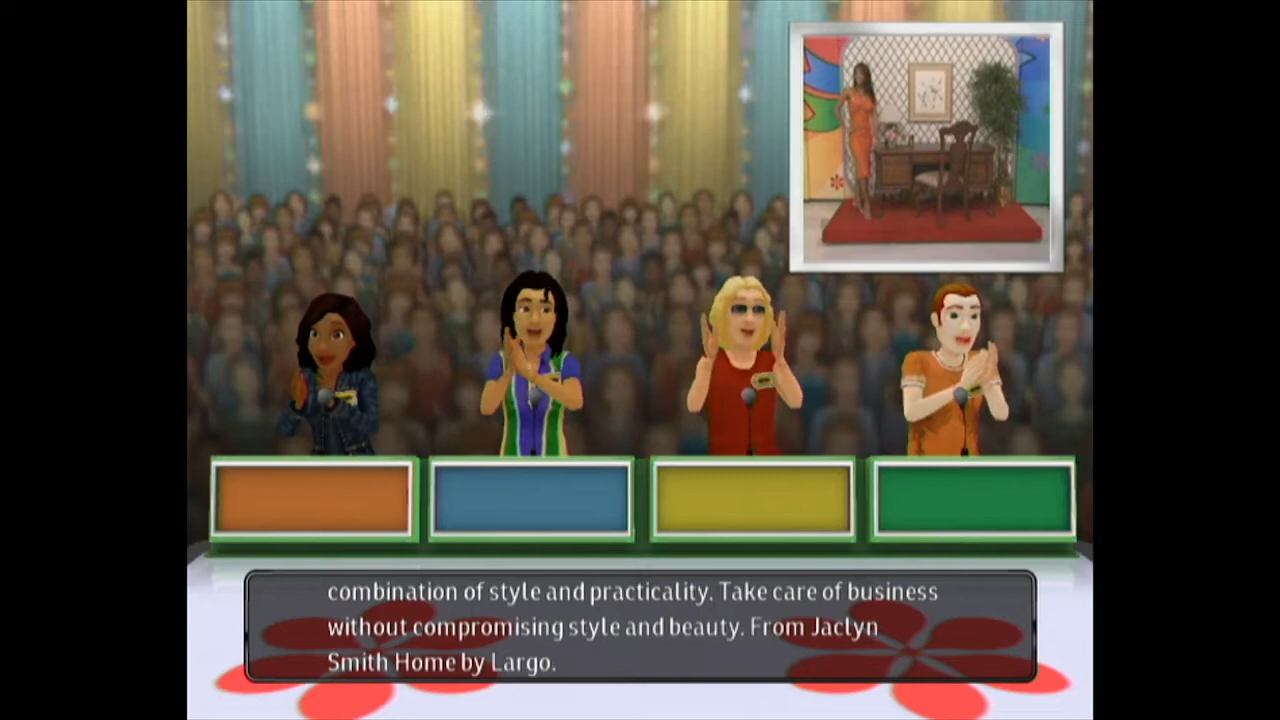 combination of style and practicality. Take care of business
without compromising style and beauty. From Jaclyn
Smith Home by Largo.